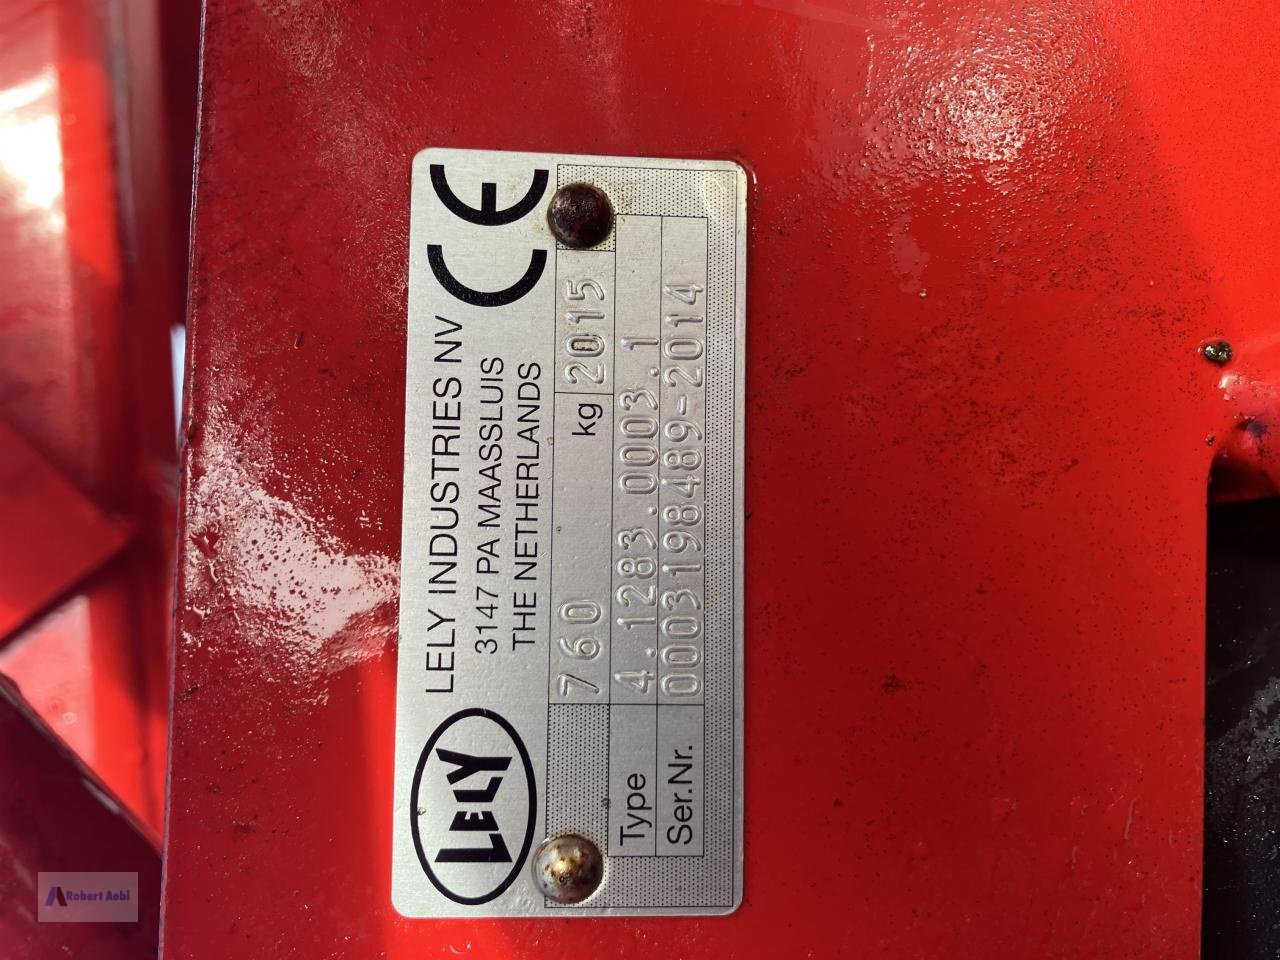 LELY
LELY INDUSTRIES NV
3147 PA MAASSLUIS
THE NETHERLANDS
CE
760 kg 2015
Type 4.1283.0003.1
Ser.Nr. 0003198489-2014
Robert Aebi